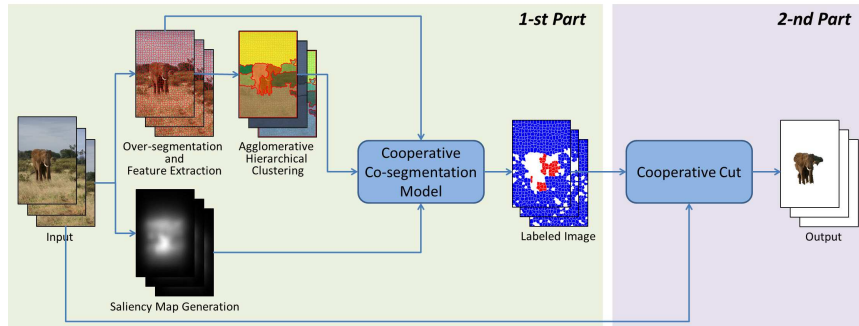 1-st Part
2-nd Part
Over-segmentation
and
Feature Extraction
Agglomerative
Hierarchical
Clustering
Cooperative
Co-segmentation
Model
Cooperative Cut
Input
Labeled Image
Output
Saliency Map Generation